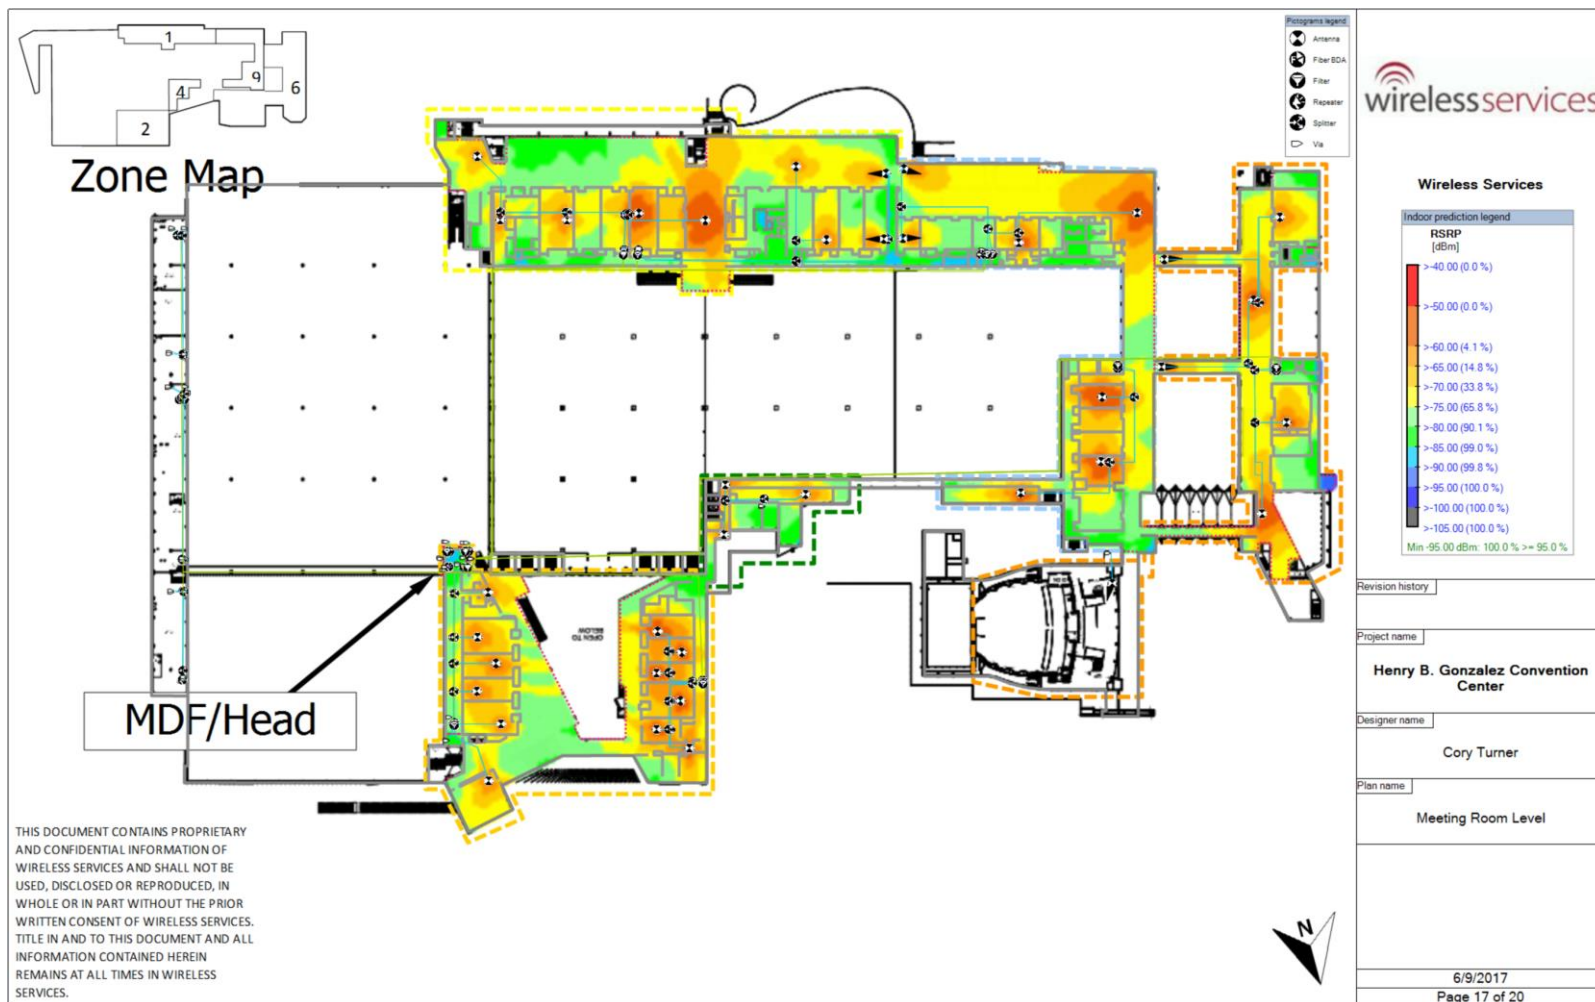 1
9
6
4
2
Zone Map
MDF/Head
OPEN TO
BELOW
THIS DOCUMENT CONTAINS PROPRIETARY
AND CONFIDENTIAL INFORMATION OF
WIRELESS SERVICES AND SHALL NOT BE
USED, DISCLOSED OR REPRODUCED, IN
WHOLE OR IN PART WITHOUT THE PRIOR
WRITTEN CONSENT OF WIRELESS SERVICES.
TITLE IN AND TO THIS DOCUMENT AND ALL
INFORMATION CONTAINED HEREIN
REMAINS AT ALL TIMES IN WIRELESS
SERVICES.
N
Pictograms legend
Antenna
Fiber BDA
Filter
Repeater
Splitter
Via
wirelessservices
Wireless Services
Indoor prediction legend
RSRP
[dBm]
>-40.00 (0.0 %)
>-50.00 (0.0 %)
>-60.00 (4.1 %)
>-65.00 (14.8 %)
>-70.00 (33.8 %)
>-75.00 (65.8 %)
>-80.00 (90.1 %)
>-85.00 (99.0 %)
>-90.00 (99.8 %)
>-95.00 (100.0 %)
>-100.00 (100.0 %)
>-105.00 (100.0 %)
Min -95.00 dBm: 100.0 % >= 95.0 %
Revision history
Project name
Henry B. Gonzalez Convention
Center
Designer name
Cory Turner
Plan name
Meeting Room Level
6/9/2017
Page 17 of 20